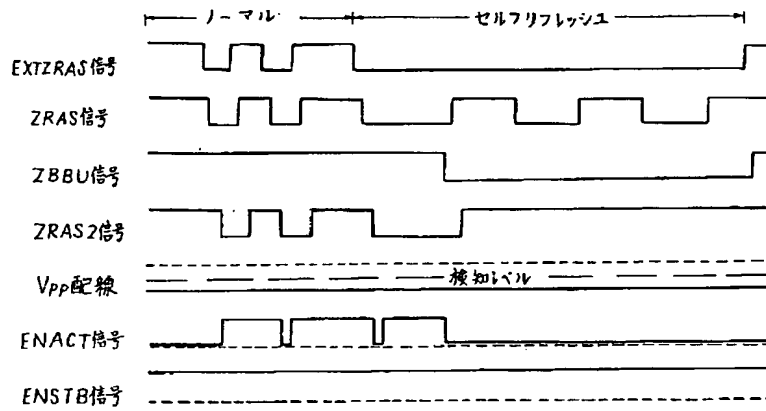 ノーマル
セルフリフレッシュ
EXTZRAS信号
ZRAS信号
ZBBU信号
ZRAS2信号
VPP配線
検知レベル
ENACT信号
ENSTB信号